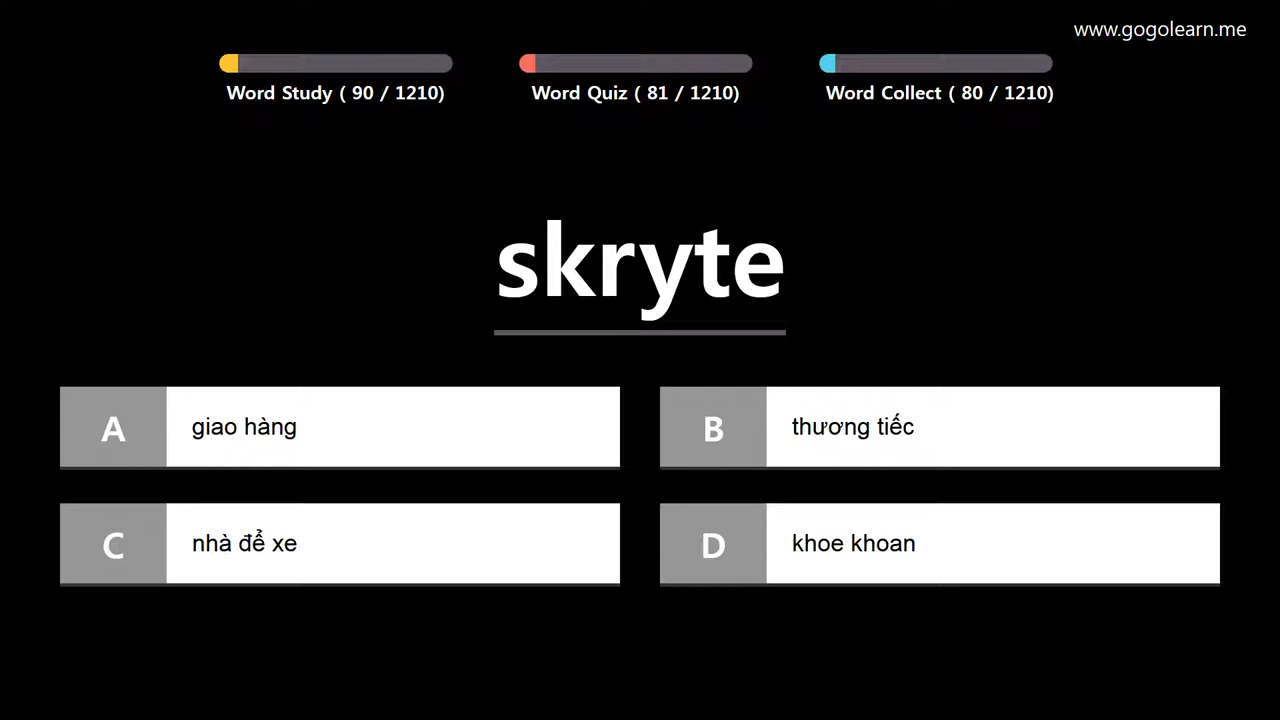 www.gogolearn.me
Word Study ( 90 / 1210)
Word Quiz ( 81 / 1210)
Word Collect ( 80 / 1210)
skryte
A giao hàng
B thương tiếc
C nhà để xe
D khoe khoan